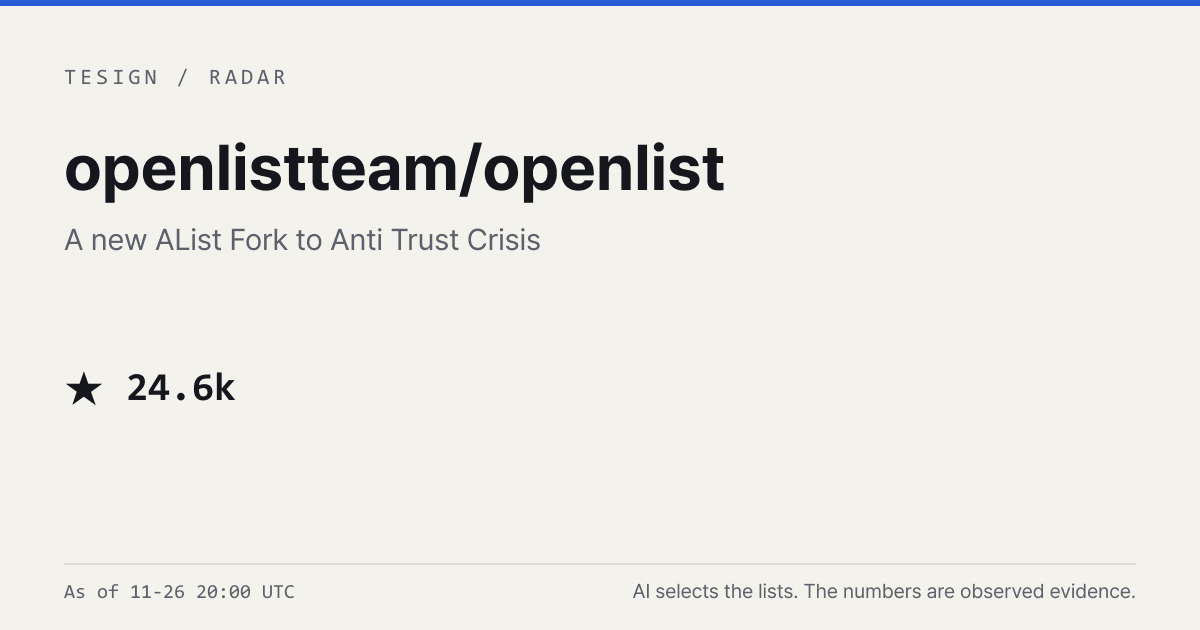 TESIGN / RADAR
openlistteam/openlist
A new AList Fork to Anti Trust Crisis
★ 24.6k
As of 11-26 20:00 UTC
AI selects the lists. The numbers are observed evidence.